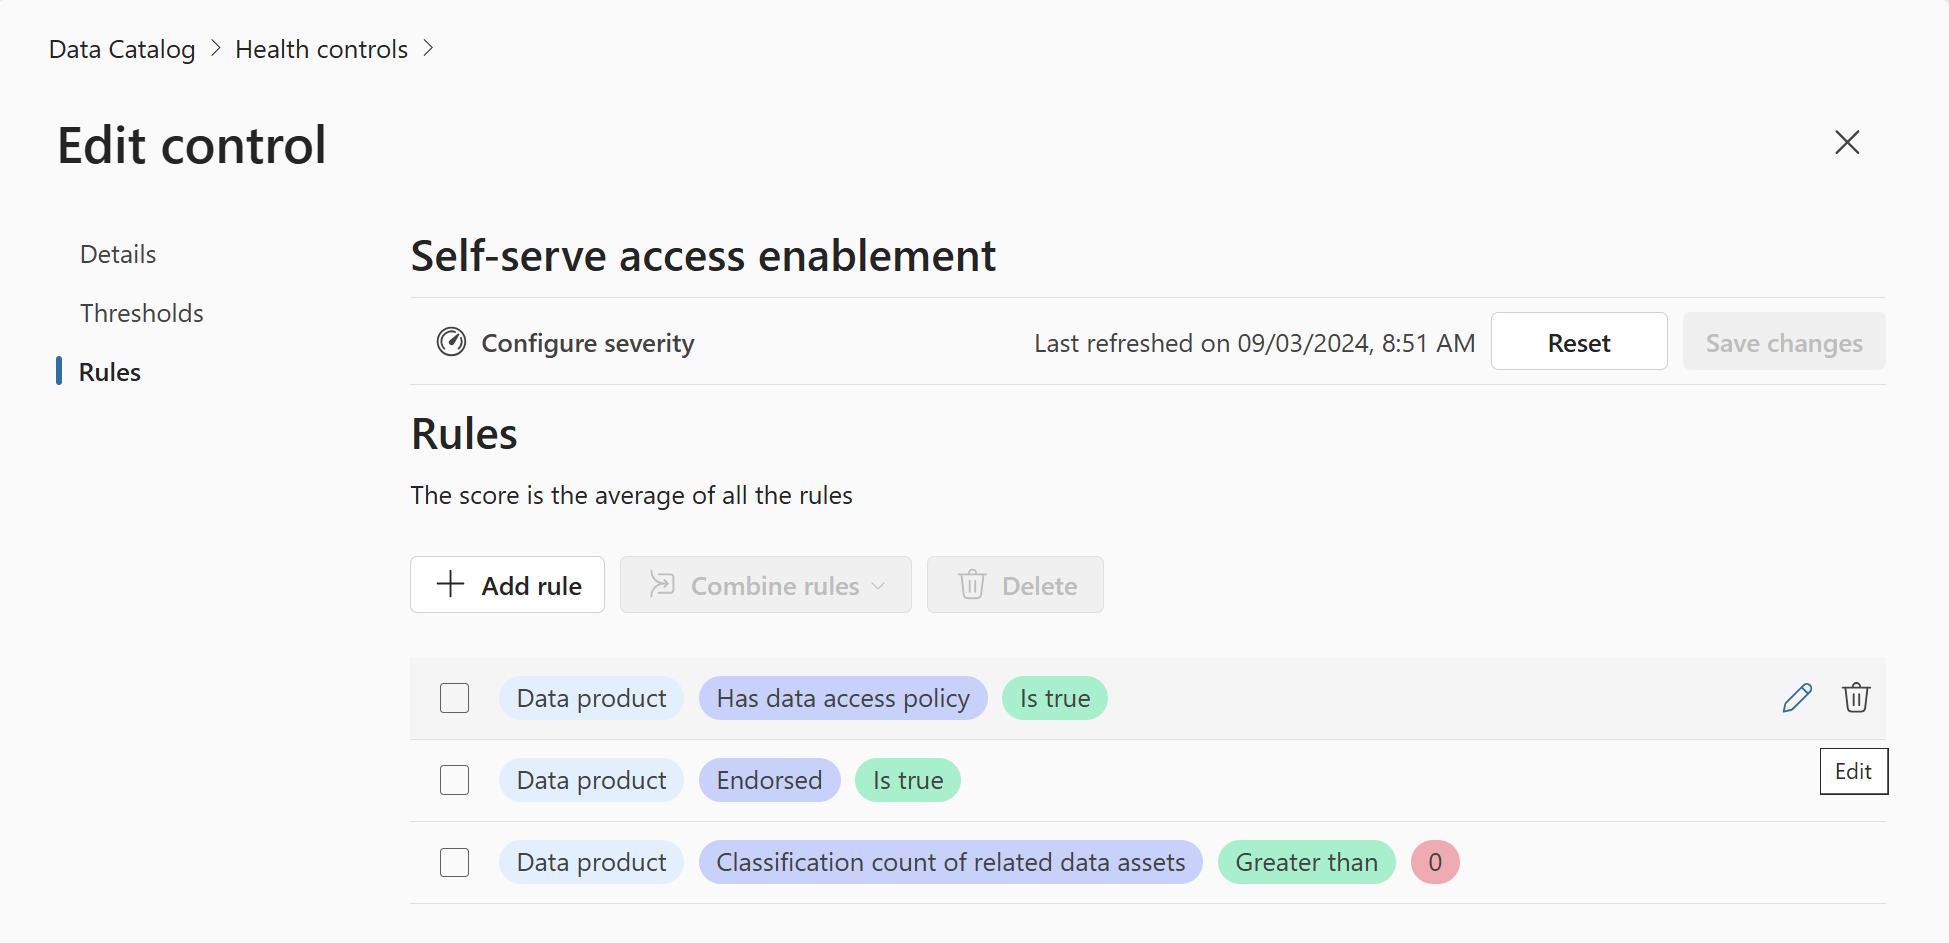 Data Catalog > Health controls >
Edit control
Details
Thresholds
Rules
Self-serve access enablement
Configure severity
Last refreshed on 09/03/2024, 8:51 AM
Reset
Save changes
Rules
The score is the average of all the rules
Add rule
Combine rules
Delete
Data product Has data access policy Is true
Edit
Data product Endorsed Is true
Data product Classification count of related data assets Greater than 0